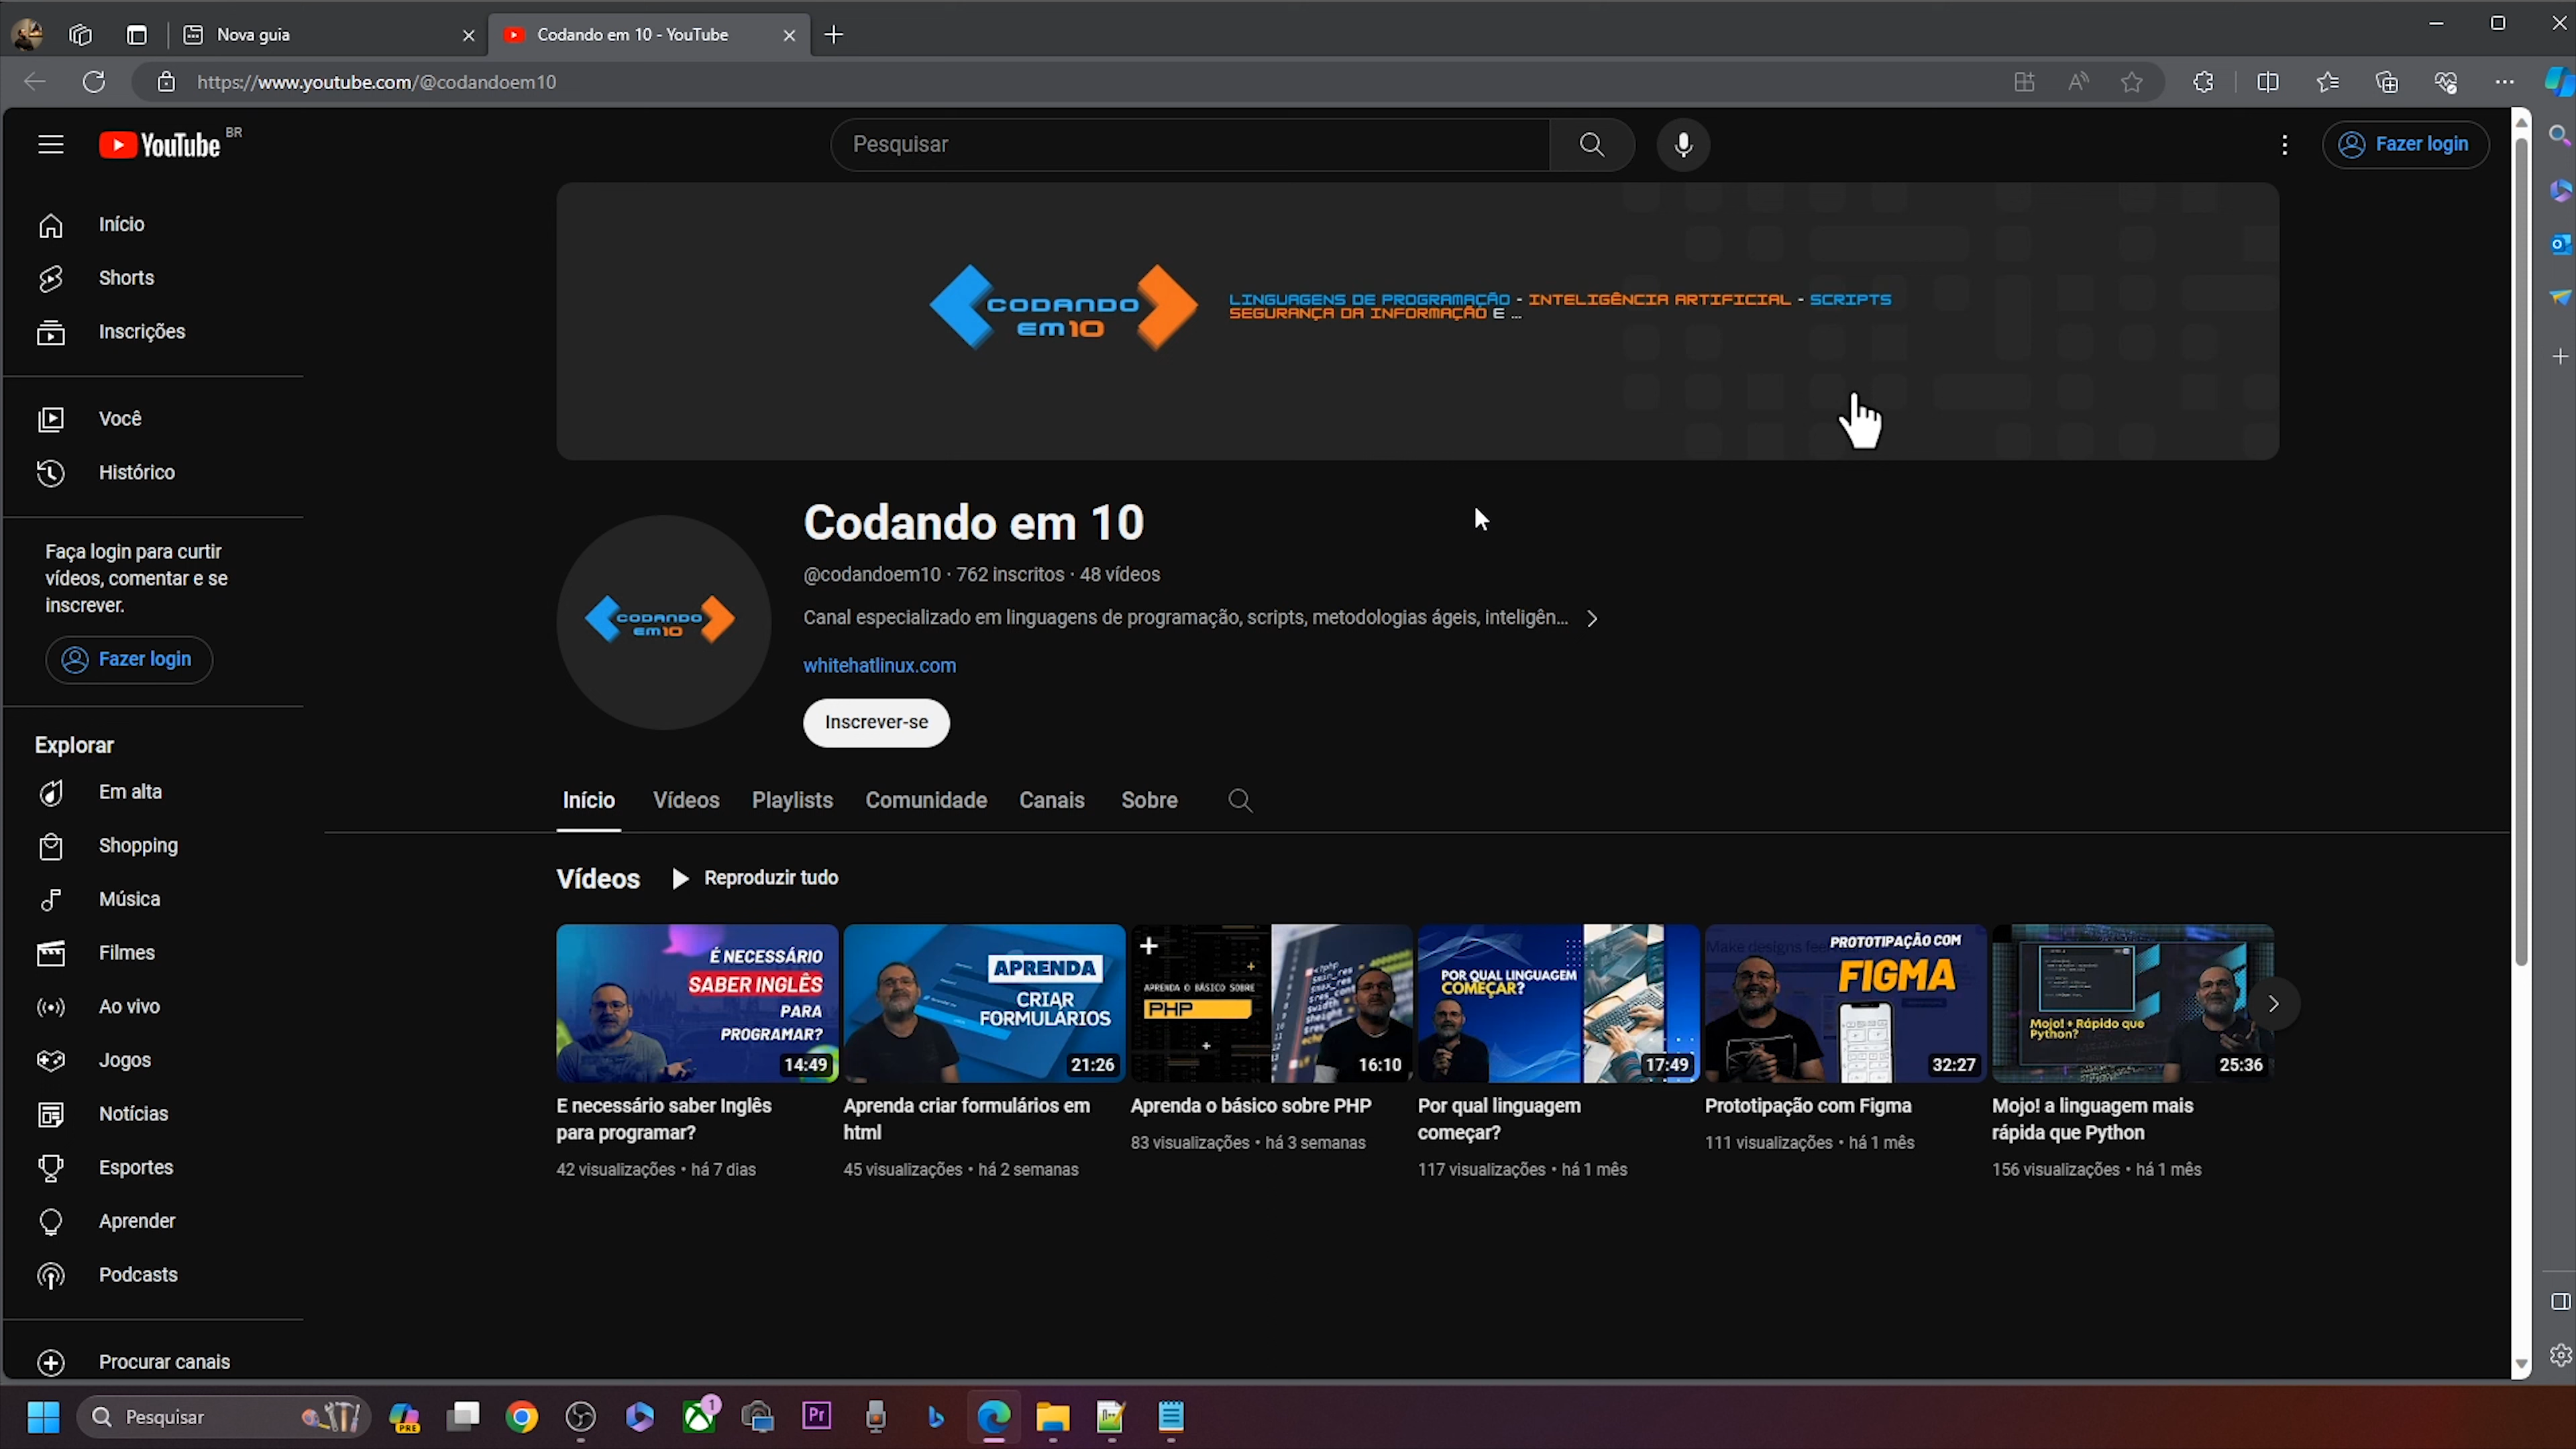 Nova guia
Codando em 10 - YouTube
https://www.youtube.com/@codandoem10
YouTube BR
Pesquisar
Fazer login
Início
Shorts
Inscrições
Você
Histórico
Faça login para curtir
vídeos, comentar e se
inscrever.
Fazer login
Explorar
Em alta
Shopping
Música
Filmes
Ao vivo
Jogos
Notícias
Esportes
Aprender
Podcasts
Procurar canais
CODANDO
EM10
LINGUAGENS DE PROGRAMAÇÃO - INTELIGÊNCIA ARTIFICIAL - SCRIPTS
SEGURANÇA DA INFORMAÇÃO E ...
CODANDO
EM10
Codando em 10
@codandoem10 · 762 inscritos · 48 vídeos
Canal especializado em linguagens de programação, scripts, metodologias ágeis, inteligên...
whitehatlinux.com
Inscrever-se
Início Vídeos Playlists Comunidade Canais Sobre
Vídeos Reproduzir tudo
É NECESSÁRIO
SABER INGLÊS
PARA
PROGRAMAR?
14:49
E necessário saber Inglês
para programar?
42 visualizações • há 7 dias
APRENDA
CRIAR
FORMULÁRIOS
21:26
Aprenda criar formulários em
html
45 visualizações • há 2 semanas
APRENDA O BÁSICO SOBRE
PHP
16:10
Aprenda o básico sobre PHP
83 visualizações • há 3 semanas
POR QUAL LINGUAGEM
COMEÇAR?
17:49
Por qual linguagem
começar?
117 visualizações • há 1 mês
PROTOTIPAÇÃO COM
FIGMA
32:27
Prototipação com Figma
111 visualizações • há 1 mês
Mojo! + Rápido que
Python?
25:36
Mojo! a linguagem mais
rápida que Python
156 visualizações • há 1 mês
Pesquisar
PRE
1
Pr